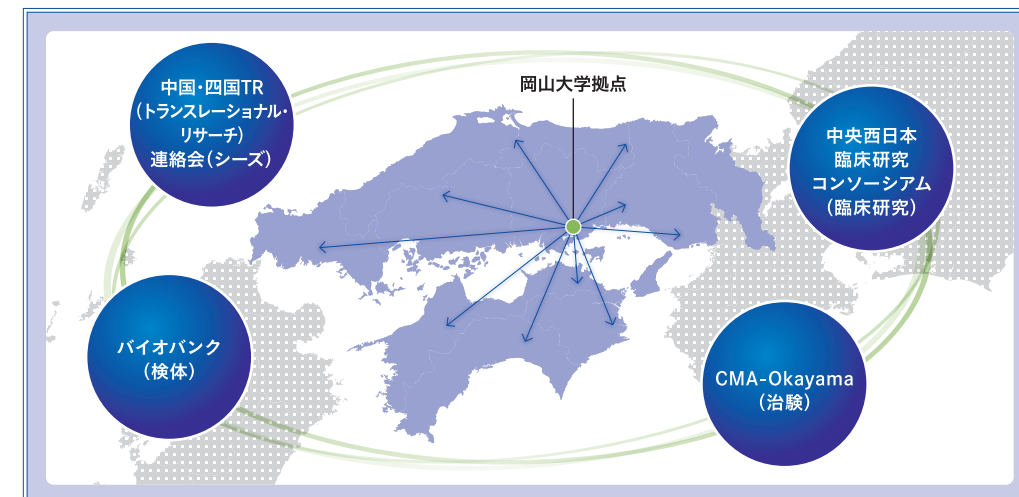 中国・四国TR
(トランスレーショナル・
リサーチ)
連絡会(シーズ)
岡山大学拠点
中央西日本
臨床研究
コンソーシアム
(臨床研究)
バイオバンク
(検体)
CMA-Okayama
(治験)